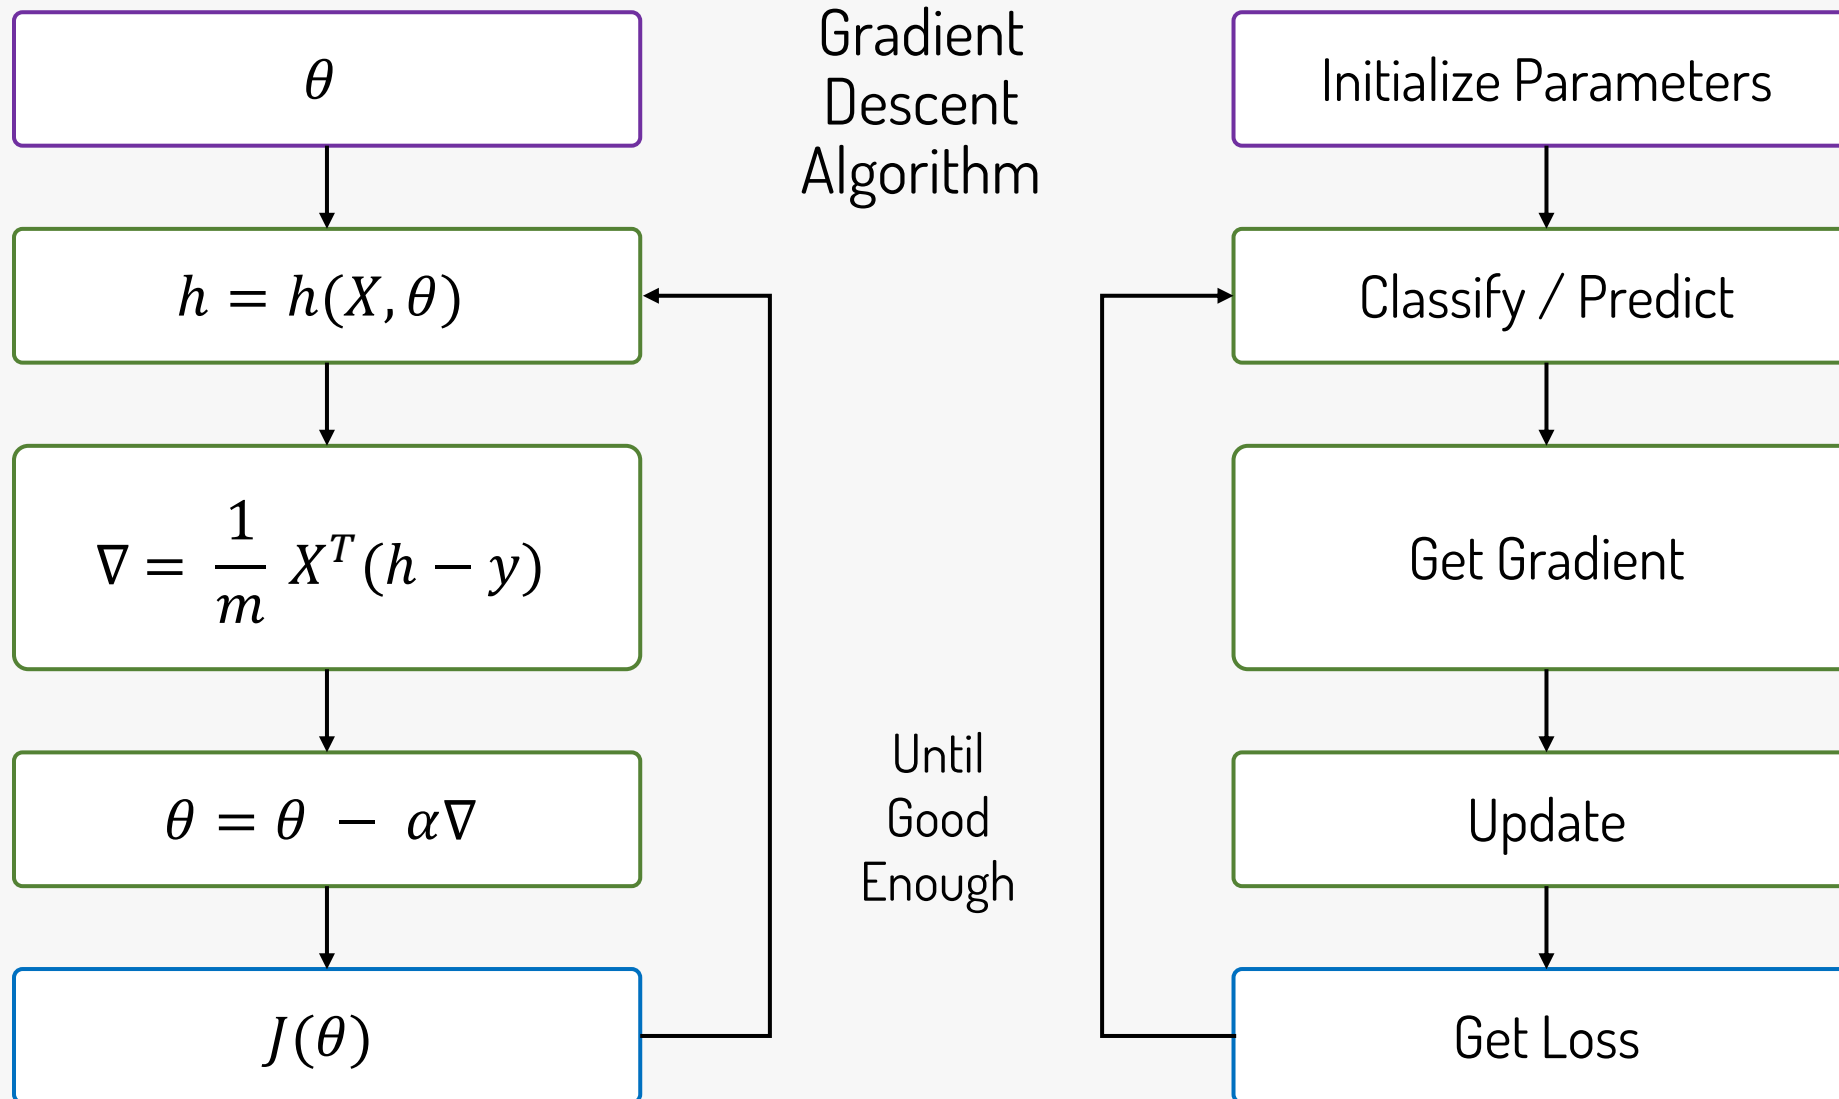 Gradient
Descent
Algorithm
θ
h = h(X, θ)
∇ = 1/m X^T (h − y)
θ = θ − α∇
J(θ)
Until
Good
Enough
Initialize Parameters
Classify / Predict
Get Gradient
Update
Get Loss